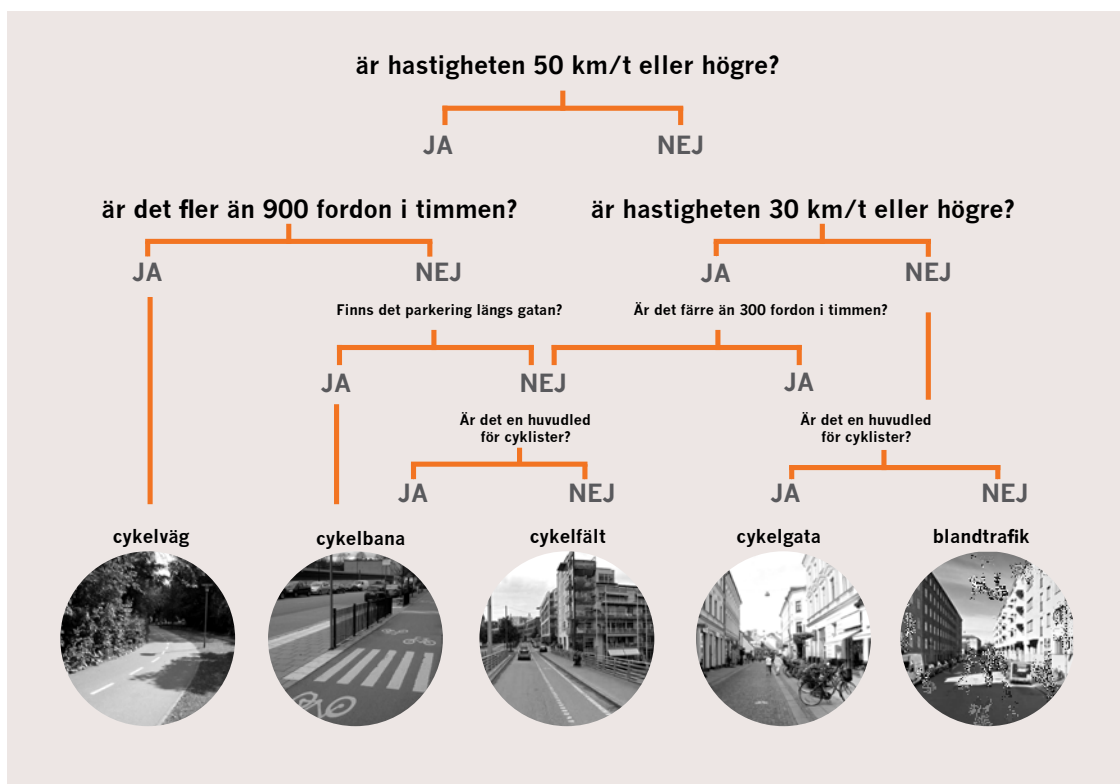 är hastigheten 50 km/t eller högre?
JA
NEJ
är det fler än 900 fordon i timmen?
är hastigheten 30 km/t eller högre?
JA
NEJ
JA
NEJ
Finns det parkering längs gatan?
Är det färre än 300 fordon i timmen?
JA
NEJ
JA
Är det en huvudled
för cyklister?
Är det en huvudled
för cyklister?
JA
NEJ
JA
NEJ
cykelväg
cykelbana
cykelfält
cykelgata
blandtrafik